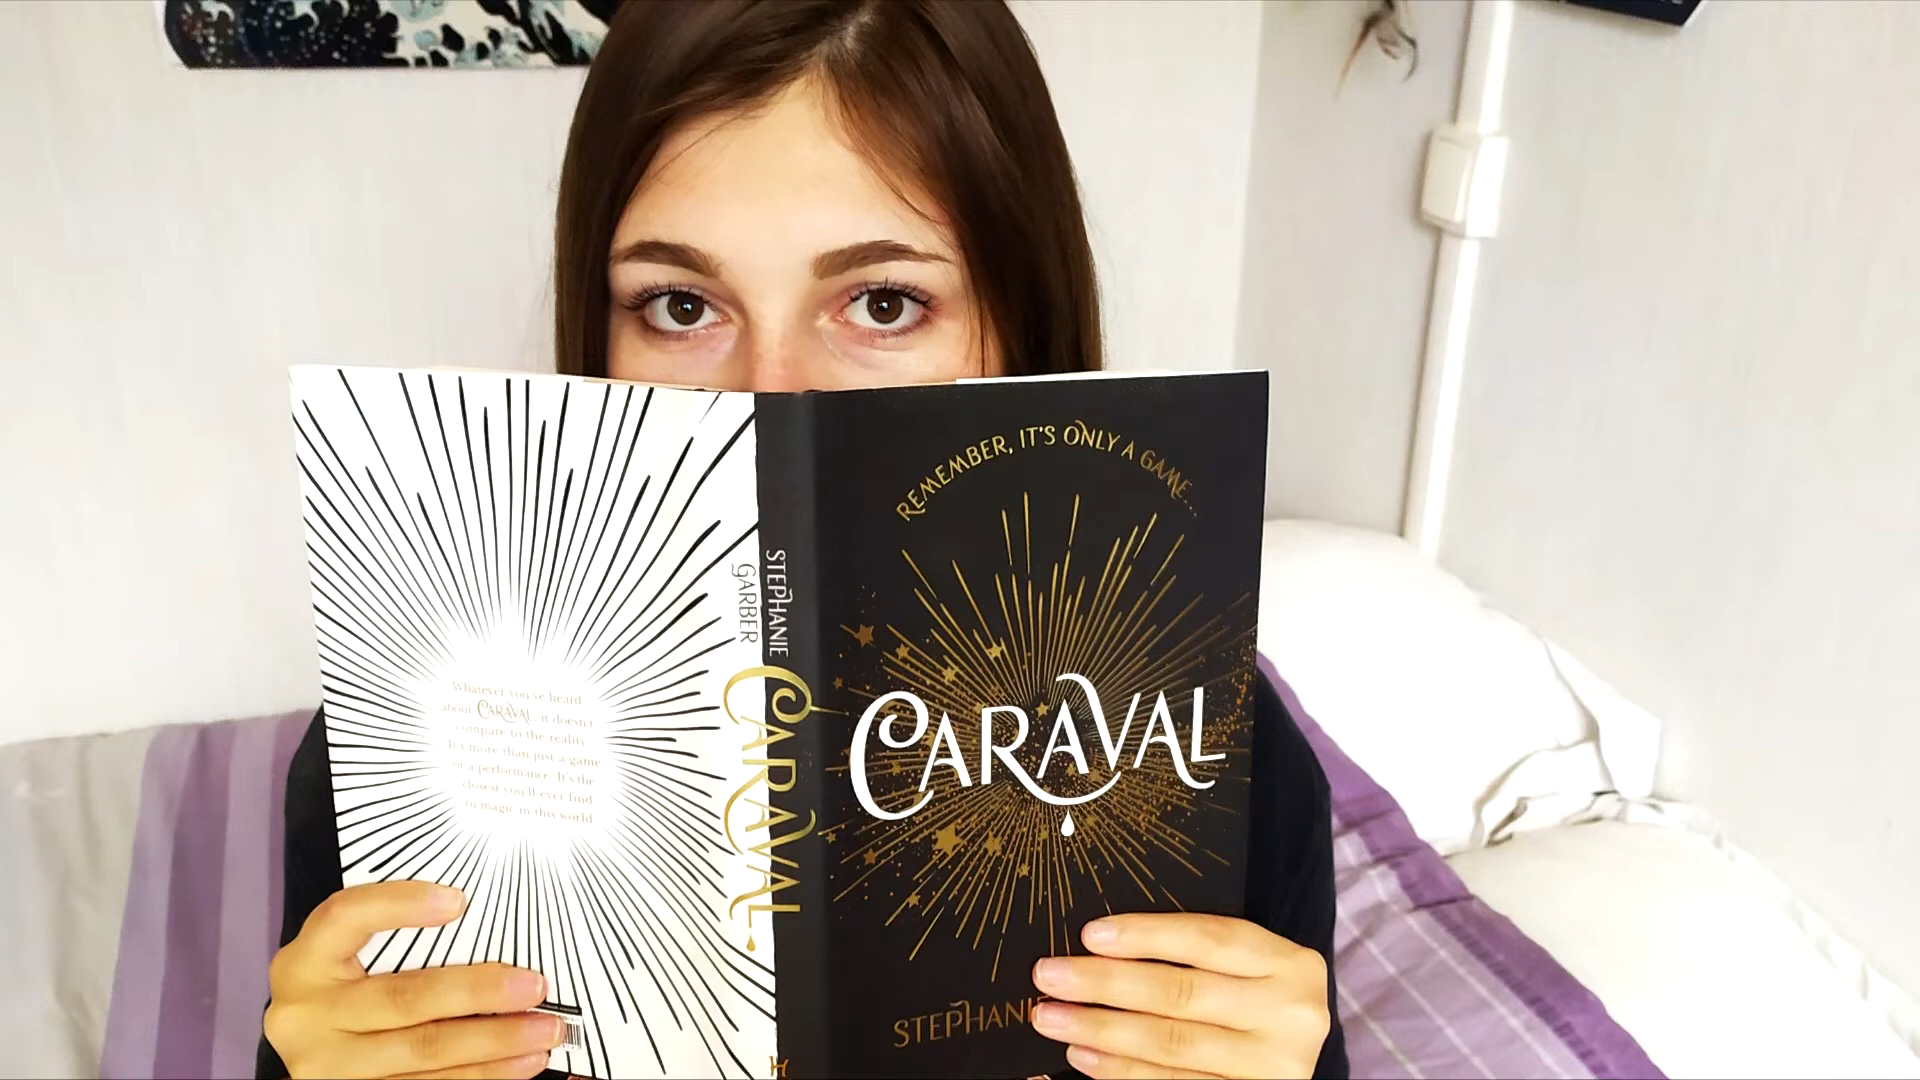 Whatever you've heard
about CARAVAL, it doesn't
compare to the reality.
It's more than just a game
or a performance. It's the
closest you'll ever find
to magic in this world
STEPHANIE
GARBER
CARAVAL
H
REMEMBER, IT'S ONLY A GAME...
CARAVAL
STEPHANIE